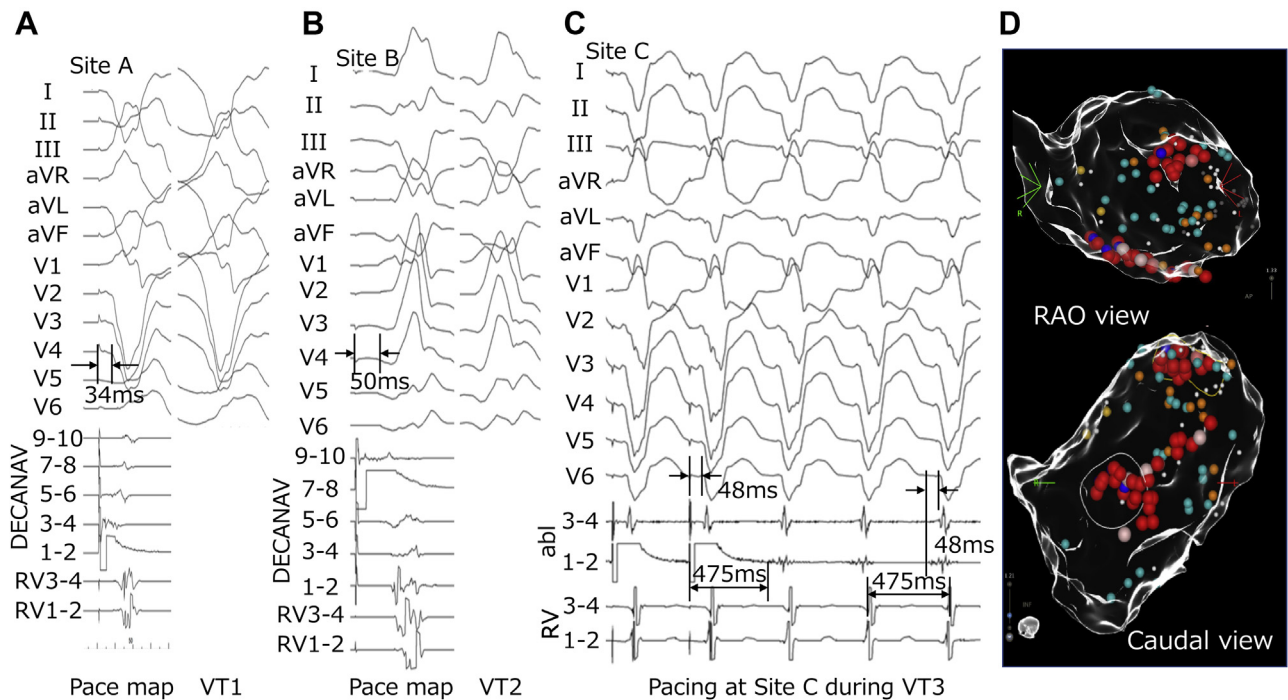 A
Site A
I
II
III
aVR
aVL
aVF
V1
V2
V3
V4
V5
34ms
V6
DECANAV
9-10
7-8
5-6
3-4
1-2
RV3-4
RV1-2
Pace map VT1
B
Site B
I
II
III
aVR
aVL
aVF
V1
V2
V3
V4
50ms
V5
V6
DECANAV
9-10
7-8
5-6
3-4
1-2
RV3-4
RV1-2
Pace map VT2
C
Site C
I
II
III
aVR
aVL
aVF
V1
V2
V3
V4
V5
V6
48ms
abl
3-4
1-2
48ms
475ms
475ms
RV
3-4
1-2
Pacing at Site C during VT3
D
R
AP
RAO view
Caudal view